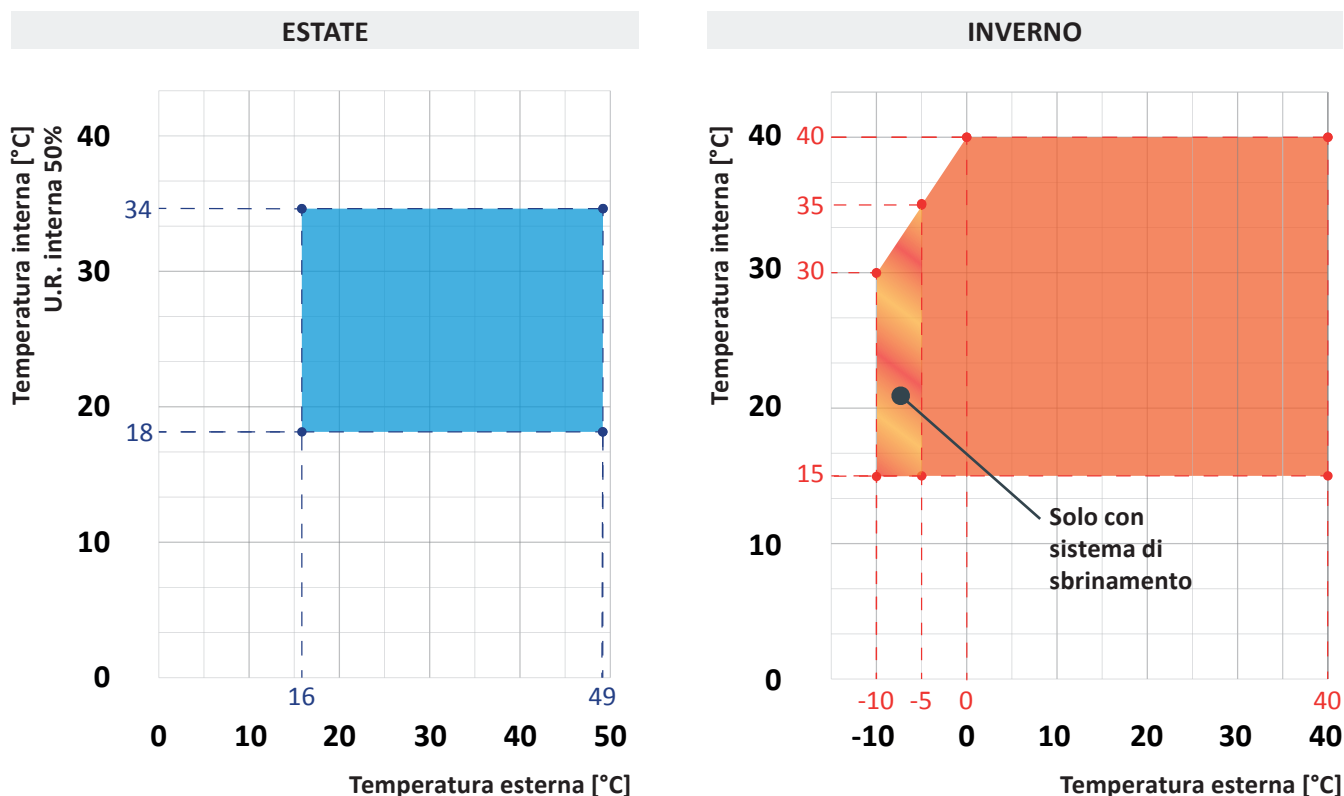 ESTATE
Temperatura interna [°C]
U.R. interna 50%
40
34
30
20
18
10
0
16
49
0 10 20 30 40 50
Temperatura esterna [°C]
INVERNO
Temperatura interna [°C]
40 40
35
30 30
20
15
10
0
Solo con
sistema di
sbrinamento
-10 -5 0 40
-10 0 10 20 30 40
Temperatura esterna [°C]